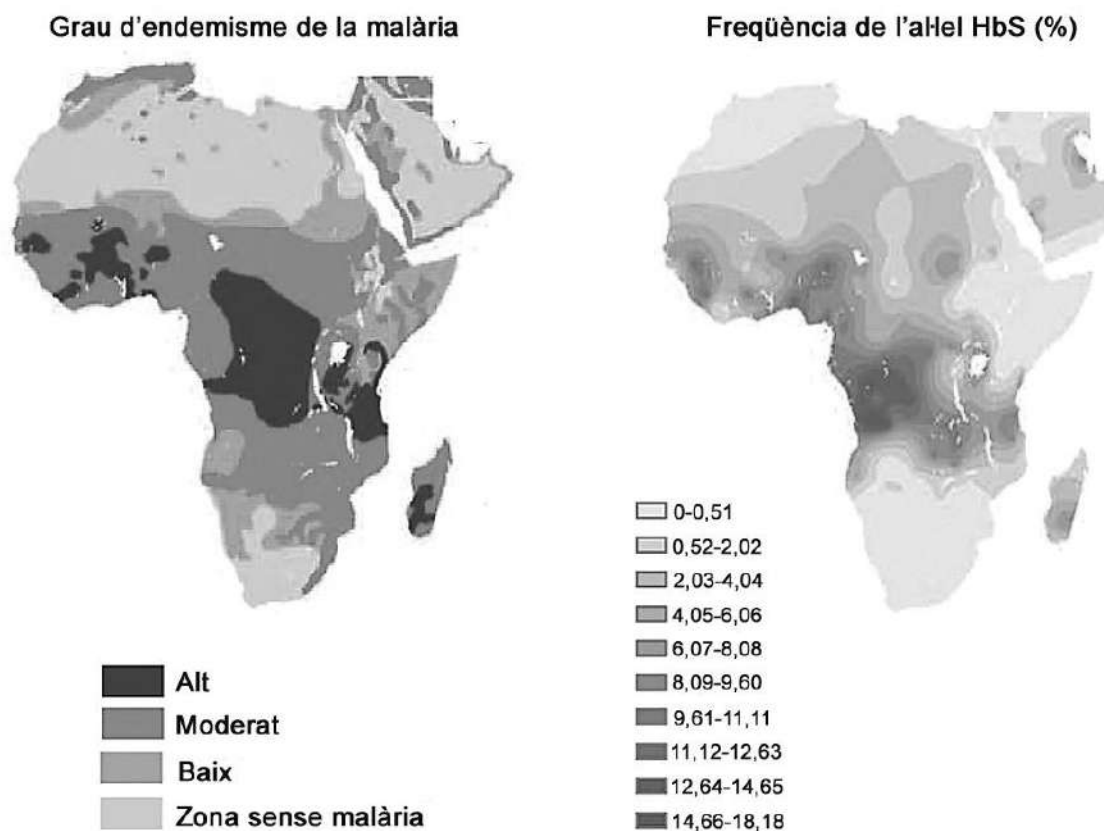 Grau d'endemisme de la malària
Freqüència de l'al·lel HbS (%)
Alt
Moderat
Baix
Zona sense malària
0-0,51
0,52-2,02
2,03-4,04
4,05-6,06
6,07-8,08
8,09-9,60
9,61-11,11
11,12-12,63
12,64-14,65
14,66-18,18